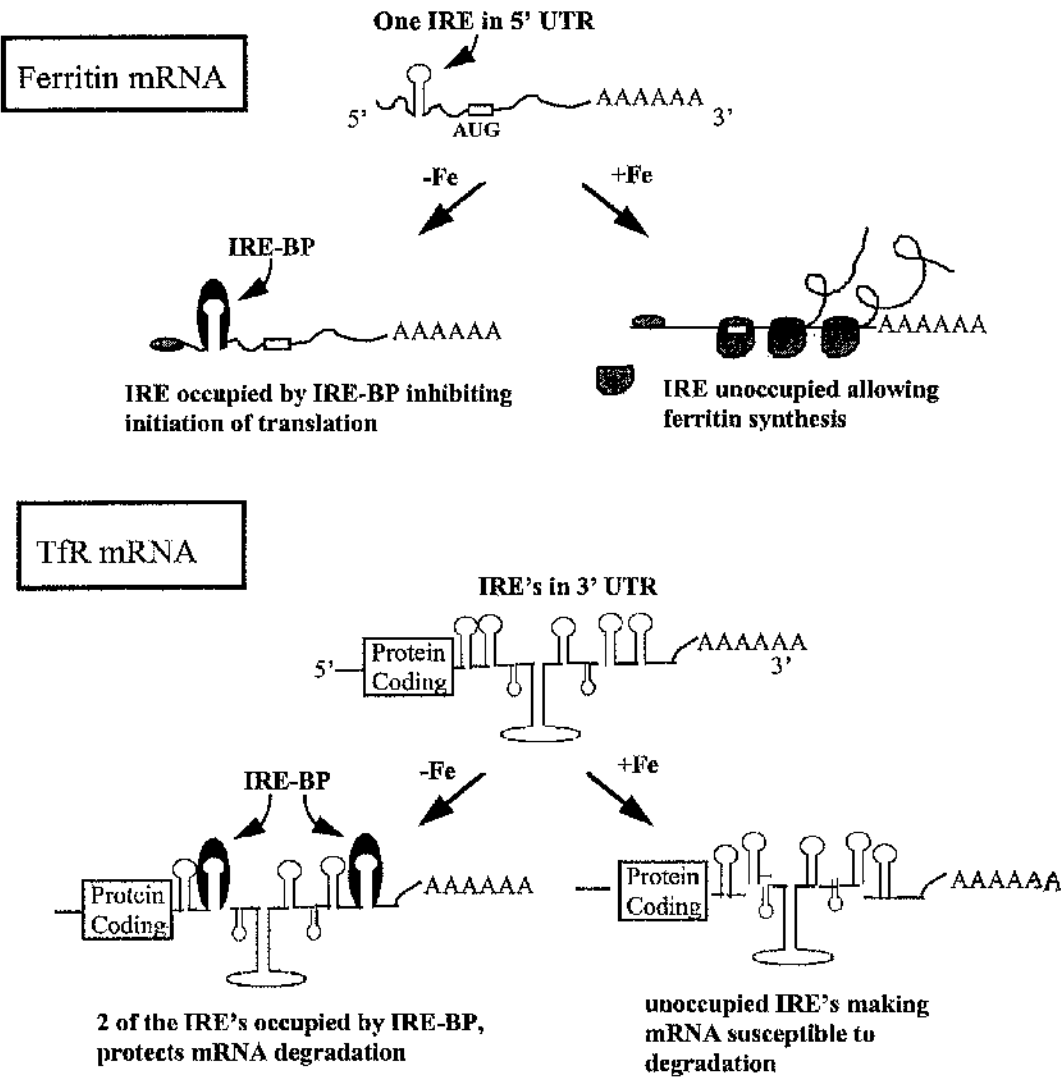 One IRE in 5' UTR
Ferritin mRNA
5'
AUG
AAAAAA
3'
-Fe
+Fe
IRE-BP
AAAAAA
AAAAAA
IRE occupied by IRE-BP inhibiting
initiation of translation
IRE unoccupied allowing
ferritin synthesis
TfR mRNA
IRE's in 3' UTR
5'
Protein
Coding
AAAAAA
3'
-Fe
+Fe
IRE-BP
Protein
Coding
AAAAAA
Protein
Coding
AAAAAA
2 of the IRE's occupied by IRE-BP,
protects mRNA degradation
unoccupied IRE's making
mRNA susceptible to
degradation